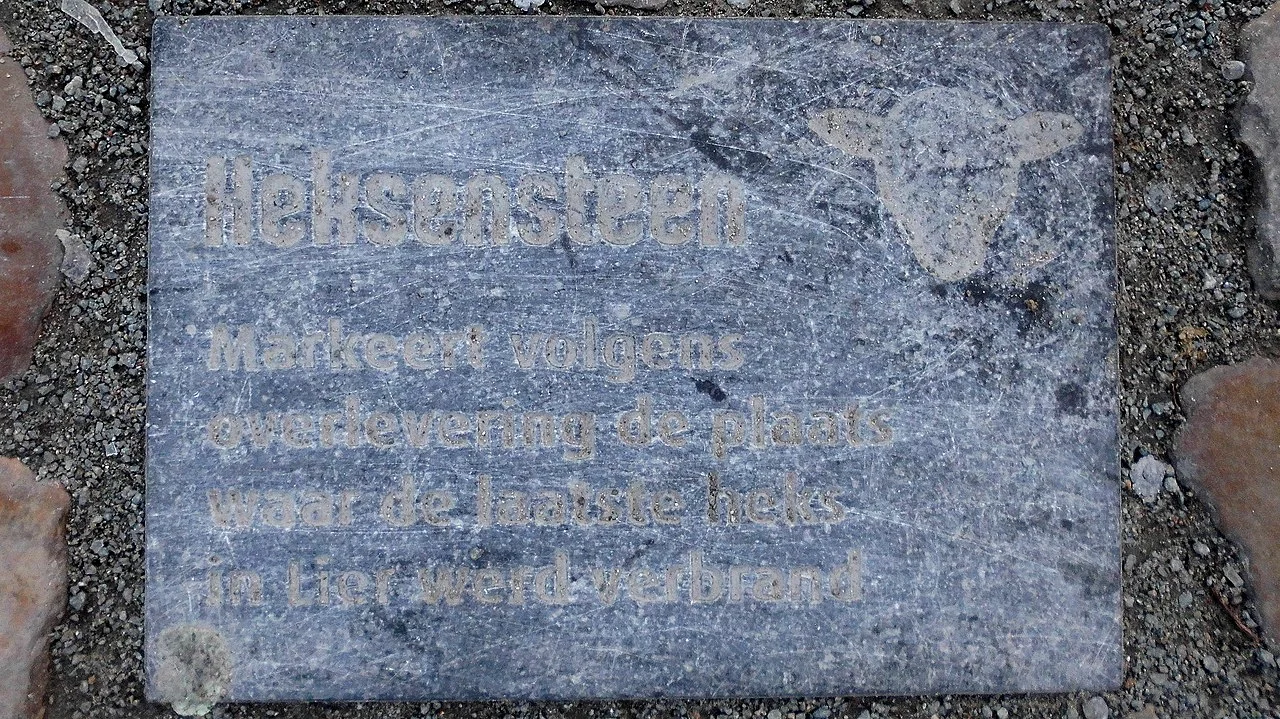 Heksensteen
Markeert volgens
overlevering de plaats
waar de laatste heks
in Lier werd verbrand